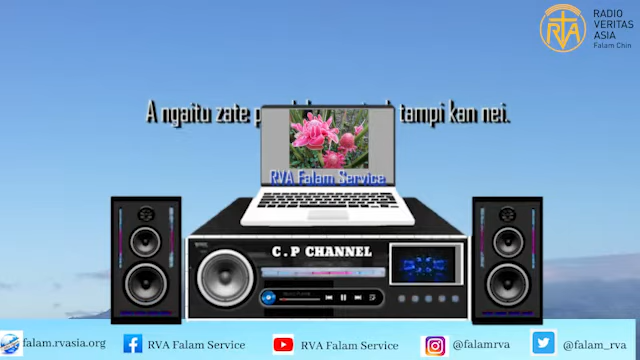 RADIO
VERITAS
ASIA
Falam Chin
RVA
A ngaitu zate tampi kan nei.
RVA Falam Service
C . P CHANNEL
falam.rvasia.org
RVA Falam Service
RVA Falam Service
@falamrva
@falam_rva